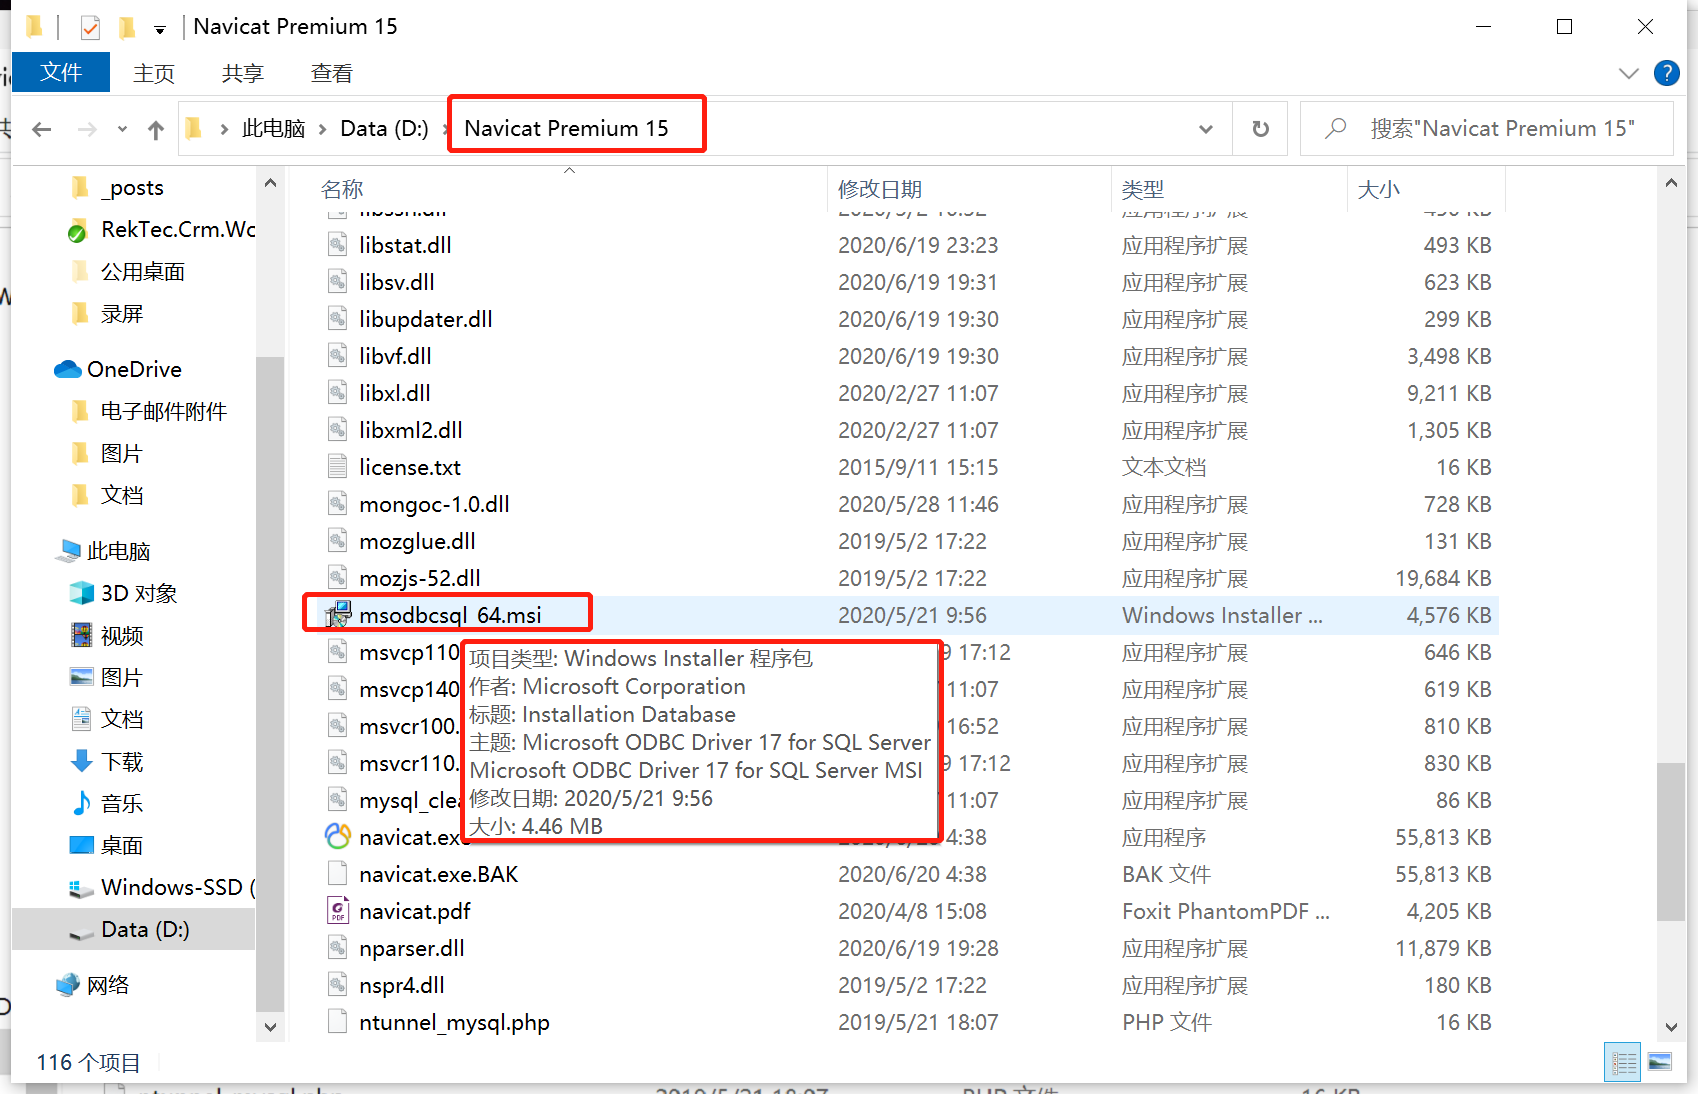 Navicat Premium 15
文件 主页 共享 查看
此电脑 Data (D:) Navicat Premium 15 搜索"Navicat Premium 15"
名称 修改日期 类型 大小
_posts
RekTec.Crm.Wc
公用桌面
录屏
OneDrive
电子邮件附件
图片
文档
此电脑
3D 对象
视频
图片
文档
下载
音乐
桌面
Windows-SSD (
Data (D:)
网络
libstat.dll 2020/6/19 23:23 应用程序扩展 493 KB
libsv.dll 2020/6/19 19:31 应用程序扩展 623 KB
libupdater.dll 2020/6/19 19:30 应用程序扩展 299 KB
libvf.dll 2020/6/19 19:30 应用程序扩展 3,498 KB
libxl.dll 2020/2/27 11:07 应用程序扩展 9,211 KB
libxml2.dll 2020/2/27 11:07 应用程序扩展 1,305 KB
license.txt 2015/9/11 15:15 文本文档 16 KB
mongoc-1.0.dll 2020/5/28 11:46 应用程序扩展 728 KB
mozglue.dll 2019/5/2 17:22 应用程序扩展 131 KB
mozjs-52.dll 2019/5/2 17:22 应用程序扩展 19,684 KB
msodbcsql_64.msi 2020/5/21 9:56 Windows Installer ... 4,576 KB
msvcp110 9 17:12 应用程序扩展 646 KB
msvcp140 11:07 应用程序扩展 619 KB
msvcr100. 16:52 应用程序扩展 810 KB
msvcr110. 9 17:12 应用程序扩展 830 KB
mysql_clea 11:07 应用程序扩展 86 KB
navicat.exe 4:38 应用程序 55,813 KB
navicat.exe.BAK 2020/6/20 4:38 BAK 文件 55,813 KB
navicat.pdf 2020/4/8 15:08 Foxit PhantomPDF ... 4,205 KB
nparser.dll 2020/6/19 19:28 应用程序扩展 11,879 KB
nspr4.dll 2019/5/2 17:22 应用程序扩展 180 KB
ntunnel_mysql.php 2019/5/21 18:07 PHP 文件 16 KB
项目类型: Windows Installer 程序包
作者: Microsoft Corporation
标题: Installation Database
主题: Microsoft ODBC Driver 17 for SQL Server
Microsoft ODBC Driver 17 for SQL Server MSI
修改日期: 2020/5/21 9:56
大小: 4.46 MB
116 个项目